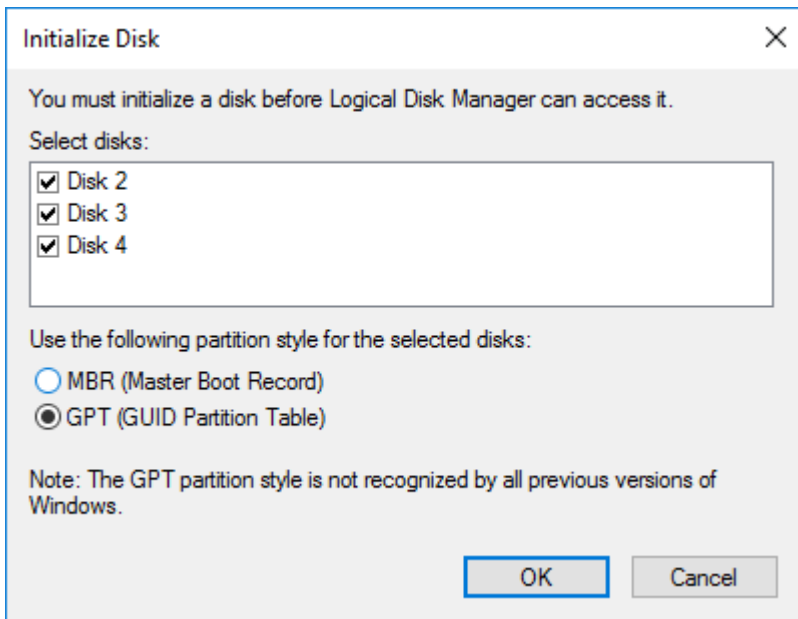 Initialize Disk
You must initialize a disk before Logical Disk Manager can access it.
Select disks:
Disk 2
Disk 3
Disk 4
Use the following partition style for the selected disks:
MBR (Master Boot Record)
GPT (GUID Partition Table)
Note: The GPT partition style is not recognized by all previous versions of
Windows.
OK Cancel